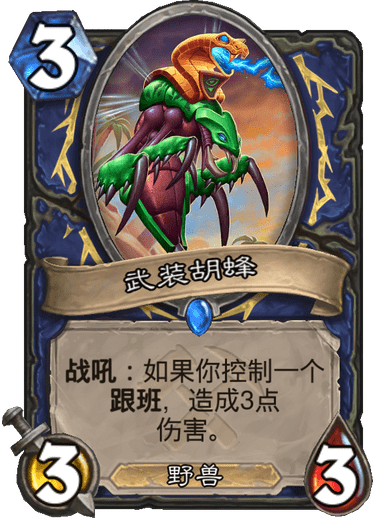 3
武装胡蜂
战吼：如果你控制一个
跟班，造成3点
伤害。
3
野兽
3